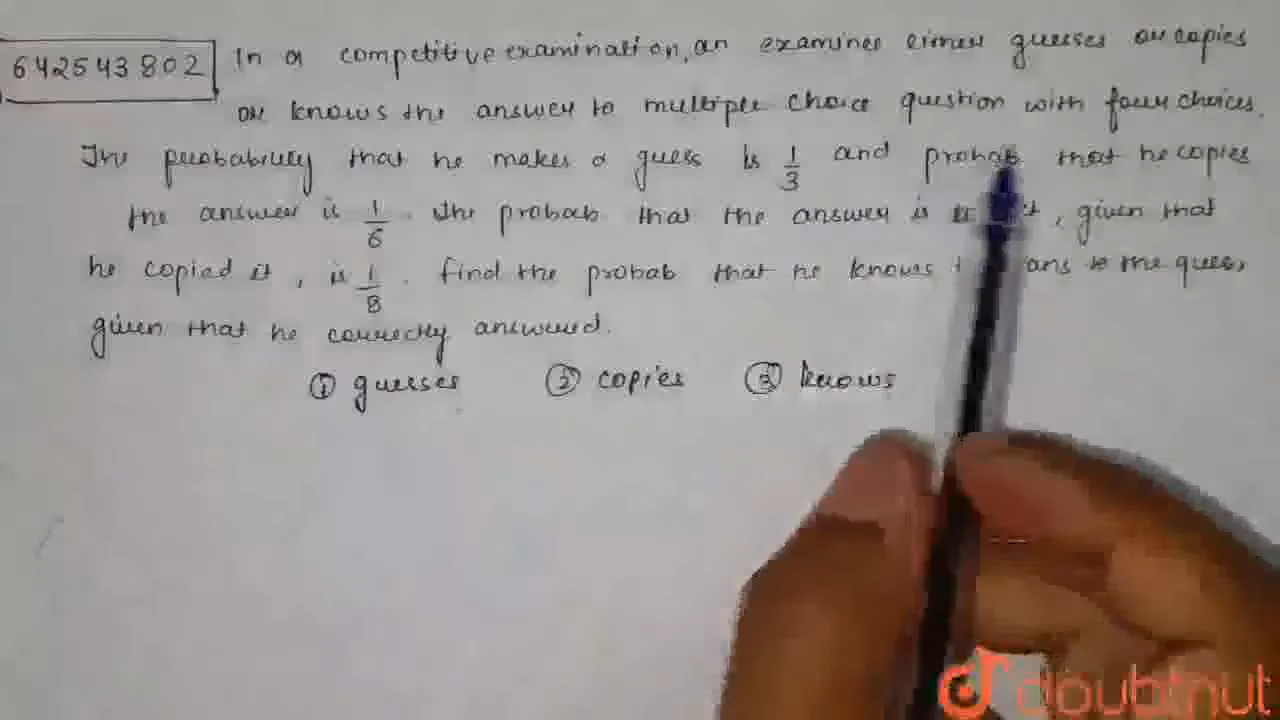 642543802
In a competitive examination, an examinee either guesses or copies
or knows the answer to multiple choice question with four choices.
The probability that he makes a guess is 1/3 and probab that he copies
the answer is 1/6. The probab that the answer is, given that
he copied it, is 1/8. find the probab that he knows ans to the ques,
given that he correctly answered.
① guesses ② copies ③ knows
doubtnut